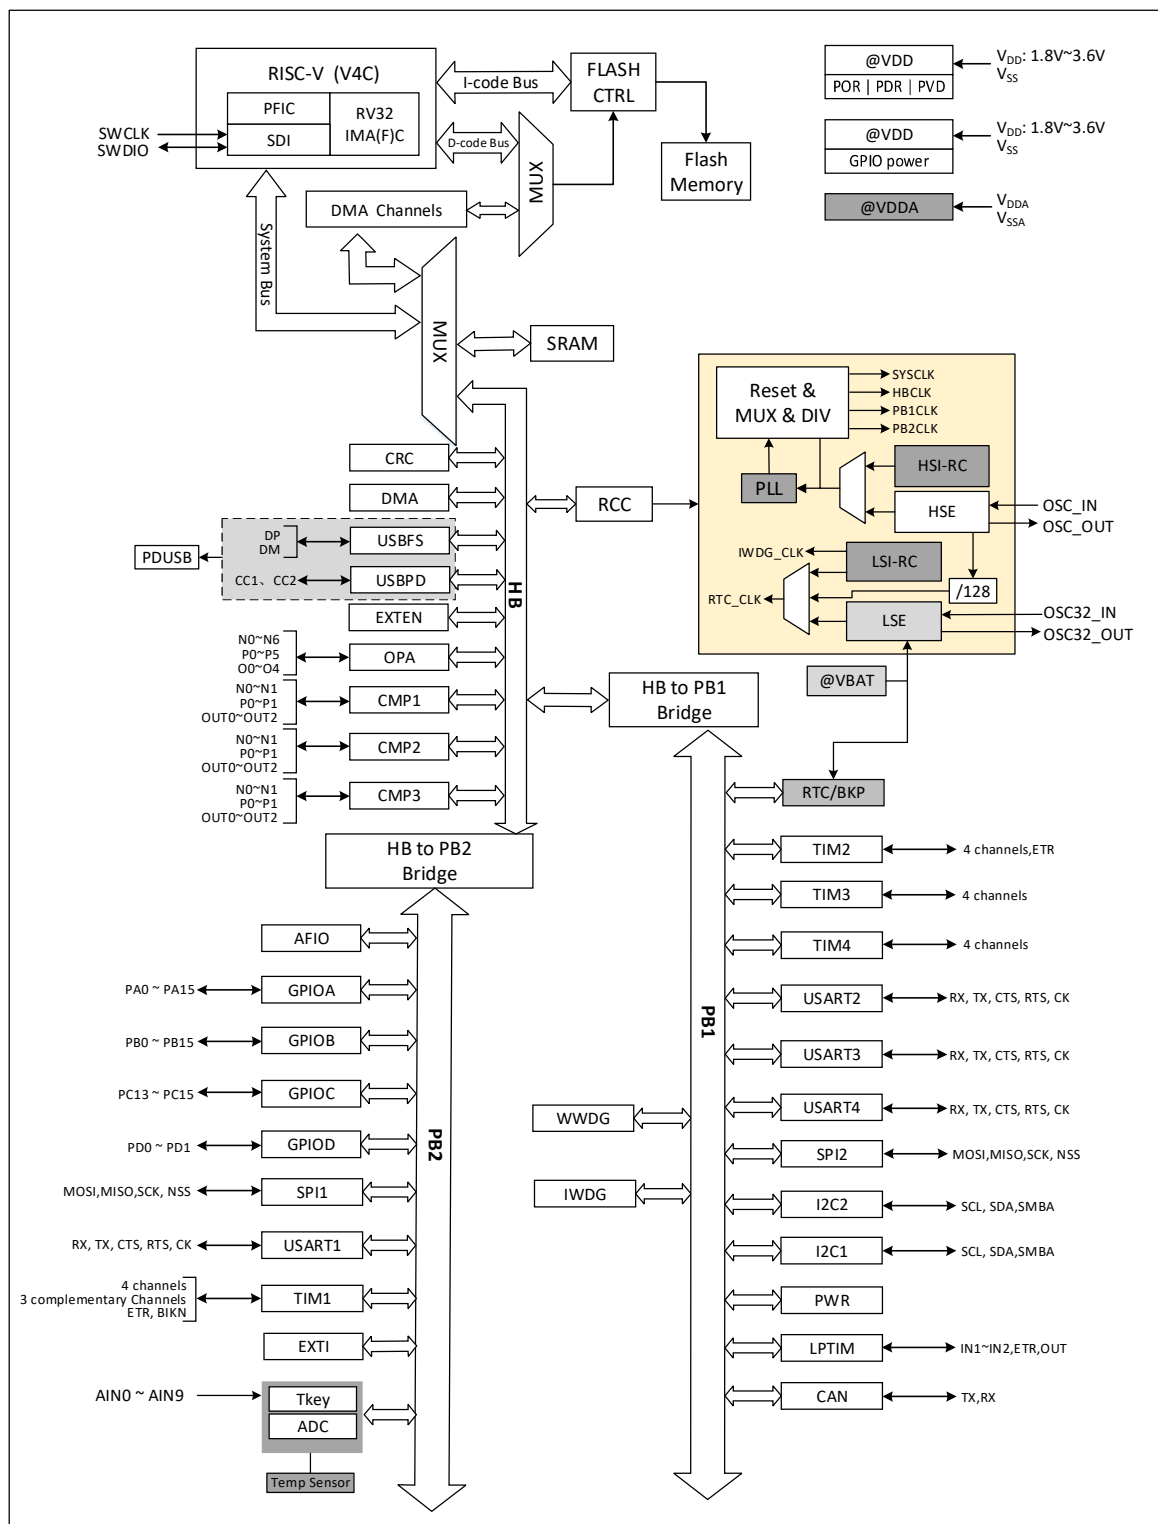 RISC-V (V4C)
PFIC
SDI
RV32
IMA(F)C
SWCLK
SWDIO
I-code Bus
D-code Bus
FLASH
CTRL
Flash
Memory
MUX
DMA Channels
System Bus
MUX
SRAM
@VDD
POR | PDR | PVD
VDD: 1.8V~3.6V
VSS
@VDD
GPIO power
VDD: 1.8V~3.6V
VSS
@VDDA
VDDA
VSSA
Reset &
MUX & DIV
SYSCLK
HBCLK
PB1CLK
PB2CLK
PLL
HSI-RC
HSE
OSC_IN
OSC_OUT
IWDG_CLK
LSI-RC
RTC_CLK
/128
LSE
OSC32_IN
OSC32_OUT
@VBAT
RCC
CRC
DMA
DP
DM
USBFS
PDUSB
CC1、CC2
USBPD
HB
EXTEN
N0~N6
P0~P5
O0~O4
OPA
N0~N1
P0~P1
OUT0~OUT2
CMP1
N0~N1
P0~P1
OUT0~OUT2
CMP2
N0~N1
P0~P1
OUT0~OUT2
CMP3
HB to PB1
Bridge
HB to PB2
Bridge
RTC/BKP
TIM2
4 channels,ETR
TIM3
4 channels
TIM4
4 channels
USART2
RX, TX, CTS, RTS, CK
PB1
USART3
RX, TX, CTS, RTS, CK
USART4
RX, TX, CTS, RTS, CK
WWDG
SPI2
MOSI,MISO,SCK, NSS
IWDG
I2C2
SCL, SDA,SMBA
I2C1
SCL, SDA,SMBA
PWR
LPTIM
IN1~IN2,ETR,OUT
CAN
TX,RX
AFIO
PA0 ~ PA15
GPIOA
PB0 ~ PB15
GPIOB
PC13 ~ PC15
GPIOC
PD0 ~ PD1
GPIOD
PB2
MOSI,MISO,SCK, NSS
SPI1
RX, TX, CTS, RTS, CK
USART1
4 channels
3 complementary Channels
ETR, BIKN
TIM1
EXTI
AIN0 ~ AIN9
Tkey
ADC
Temp Sensor